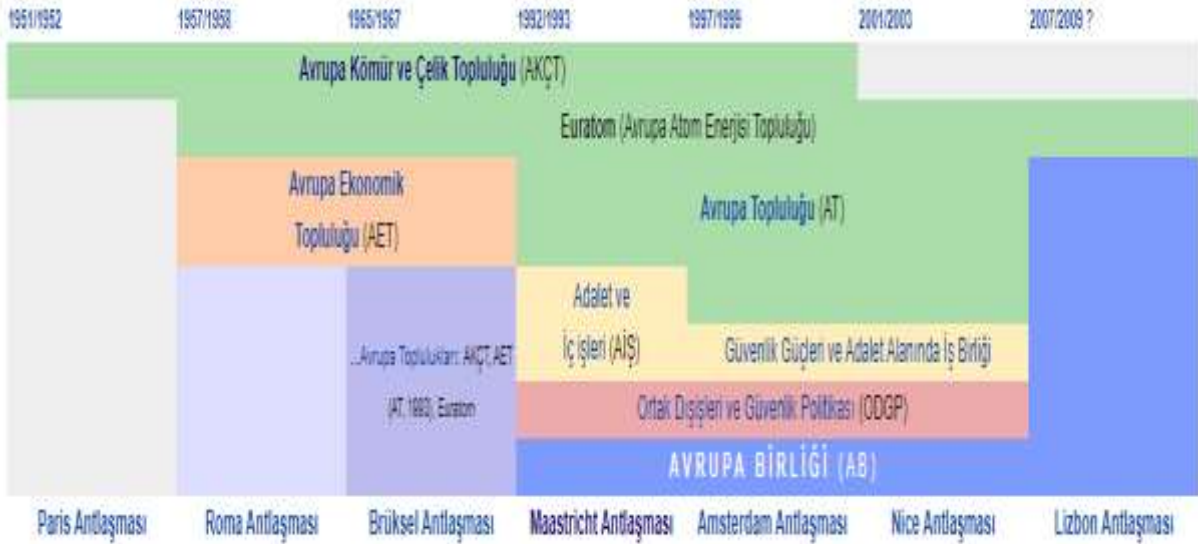 1951/1952
1957/1958
1965/1967
1992/1993
1997/1999
2001/2003
2007/2009 ?
Avrupa Kömür ve Çelik Topluluğu (AKÇT)
Euratom (Avrupa Atom Enerjisi Topluluğu)
Avrupa Ekonomik
Topluluğu (AET)
Avrupa Topluluğu (AT)
Adalet ve
İç işleri (AİŞ)
...Avrupa Toplulukları: AKÇT, AET
(AT, 1993), Euratom
Güvenlik Güçleri ve Adalet Alanında İş Birliği
Ortak Dışişleri ve Güvenlik Politikası (ODGP)
AVRUPA BİRLİĞİ (AB)
Paris Antlaşması
Roma Antlaşması
Brüksel Antlaşması
Maastricht Antlaşması
Amsterdam Antlaşması
Nice Antlaşması
Lizbon Antlaşması